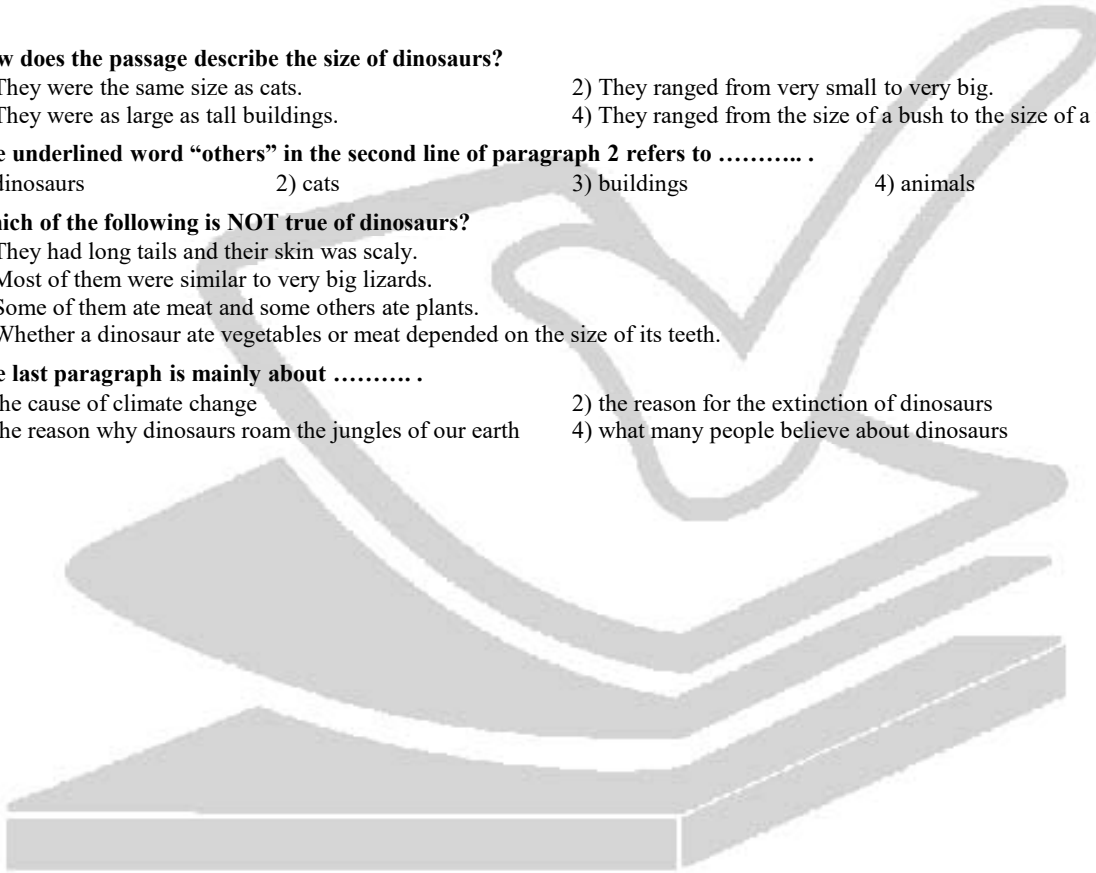 w does the passage describe the size of dinosaurs?
They were the same size as cats. 2) They ranged from very small to very big.
They were as large as tall buildings. 4) They ranged from the size of a bush to the size of a
e underlined word “others” in the second line of paragraph 2 refers to ……….. .
dinosaurs 2) cats 3) buildings 4) animals
hich of the following is NOT true of dinosaurs?
They had long tails and their skin was scaly.
Most of them were similar to very big lizards.
Some of them ate meat and some others ate plants.
Whether a dinosaur ate vegetables or meat depended on the size of its teeth.
e last paragraph is mainly about ………. .
he cause of climate change 2) the reason for the extinction of dinosaurs
he reason why dinosaurs roam the jungles of our earth 4) what many people believe about dinosaurs